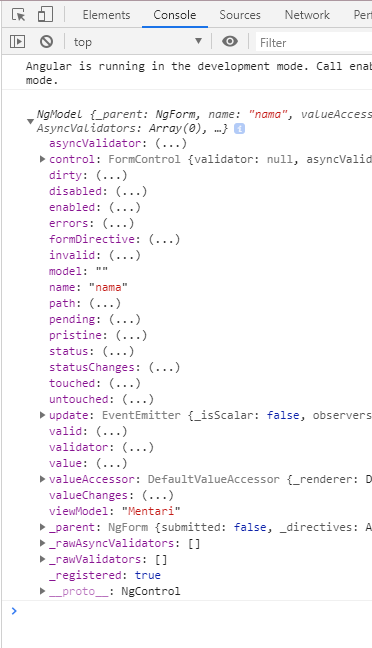 Elements Console Sources Network Pert
top Filter
Angular is running in the development mode. Call enab
mode.
NgModel {_parent: NgForm, name: "nama", valueAccess
AsyncValidators: Array(0), …}
asyncValidator: (...)
control: FormControl {validator: null, asyncValid
dirty: (...)
disabled: (...)
enabled: (...)
errors: (...)
formDirective: (...)
invalid: (...)
model: ""
name: "nama"
path: (...)
pending: (...)
pristine: (...)
status: (...)
statusChanges: (...)
touched: (...)
untouched: (...)
update: EventEmitter {_isScalar: false, observers
valid: (...)
validator: (...)
value: (...)
valueAccessor: DefaultValueAccessor {_renderer: D
valueChanges: (...)
viewModel: "Mentari"
_parent: NgForm {submitted: false, _directives: A
_rawAsyncValidators: []
_rawValidators: []
_registered: true
__proto__: NgControl